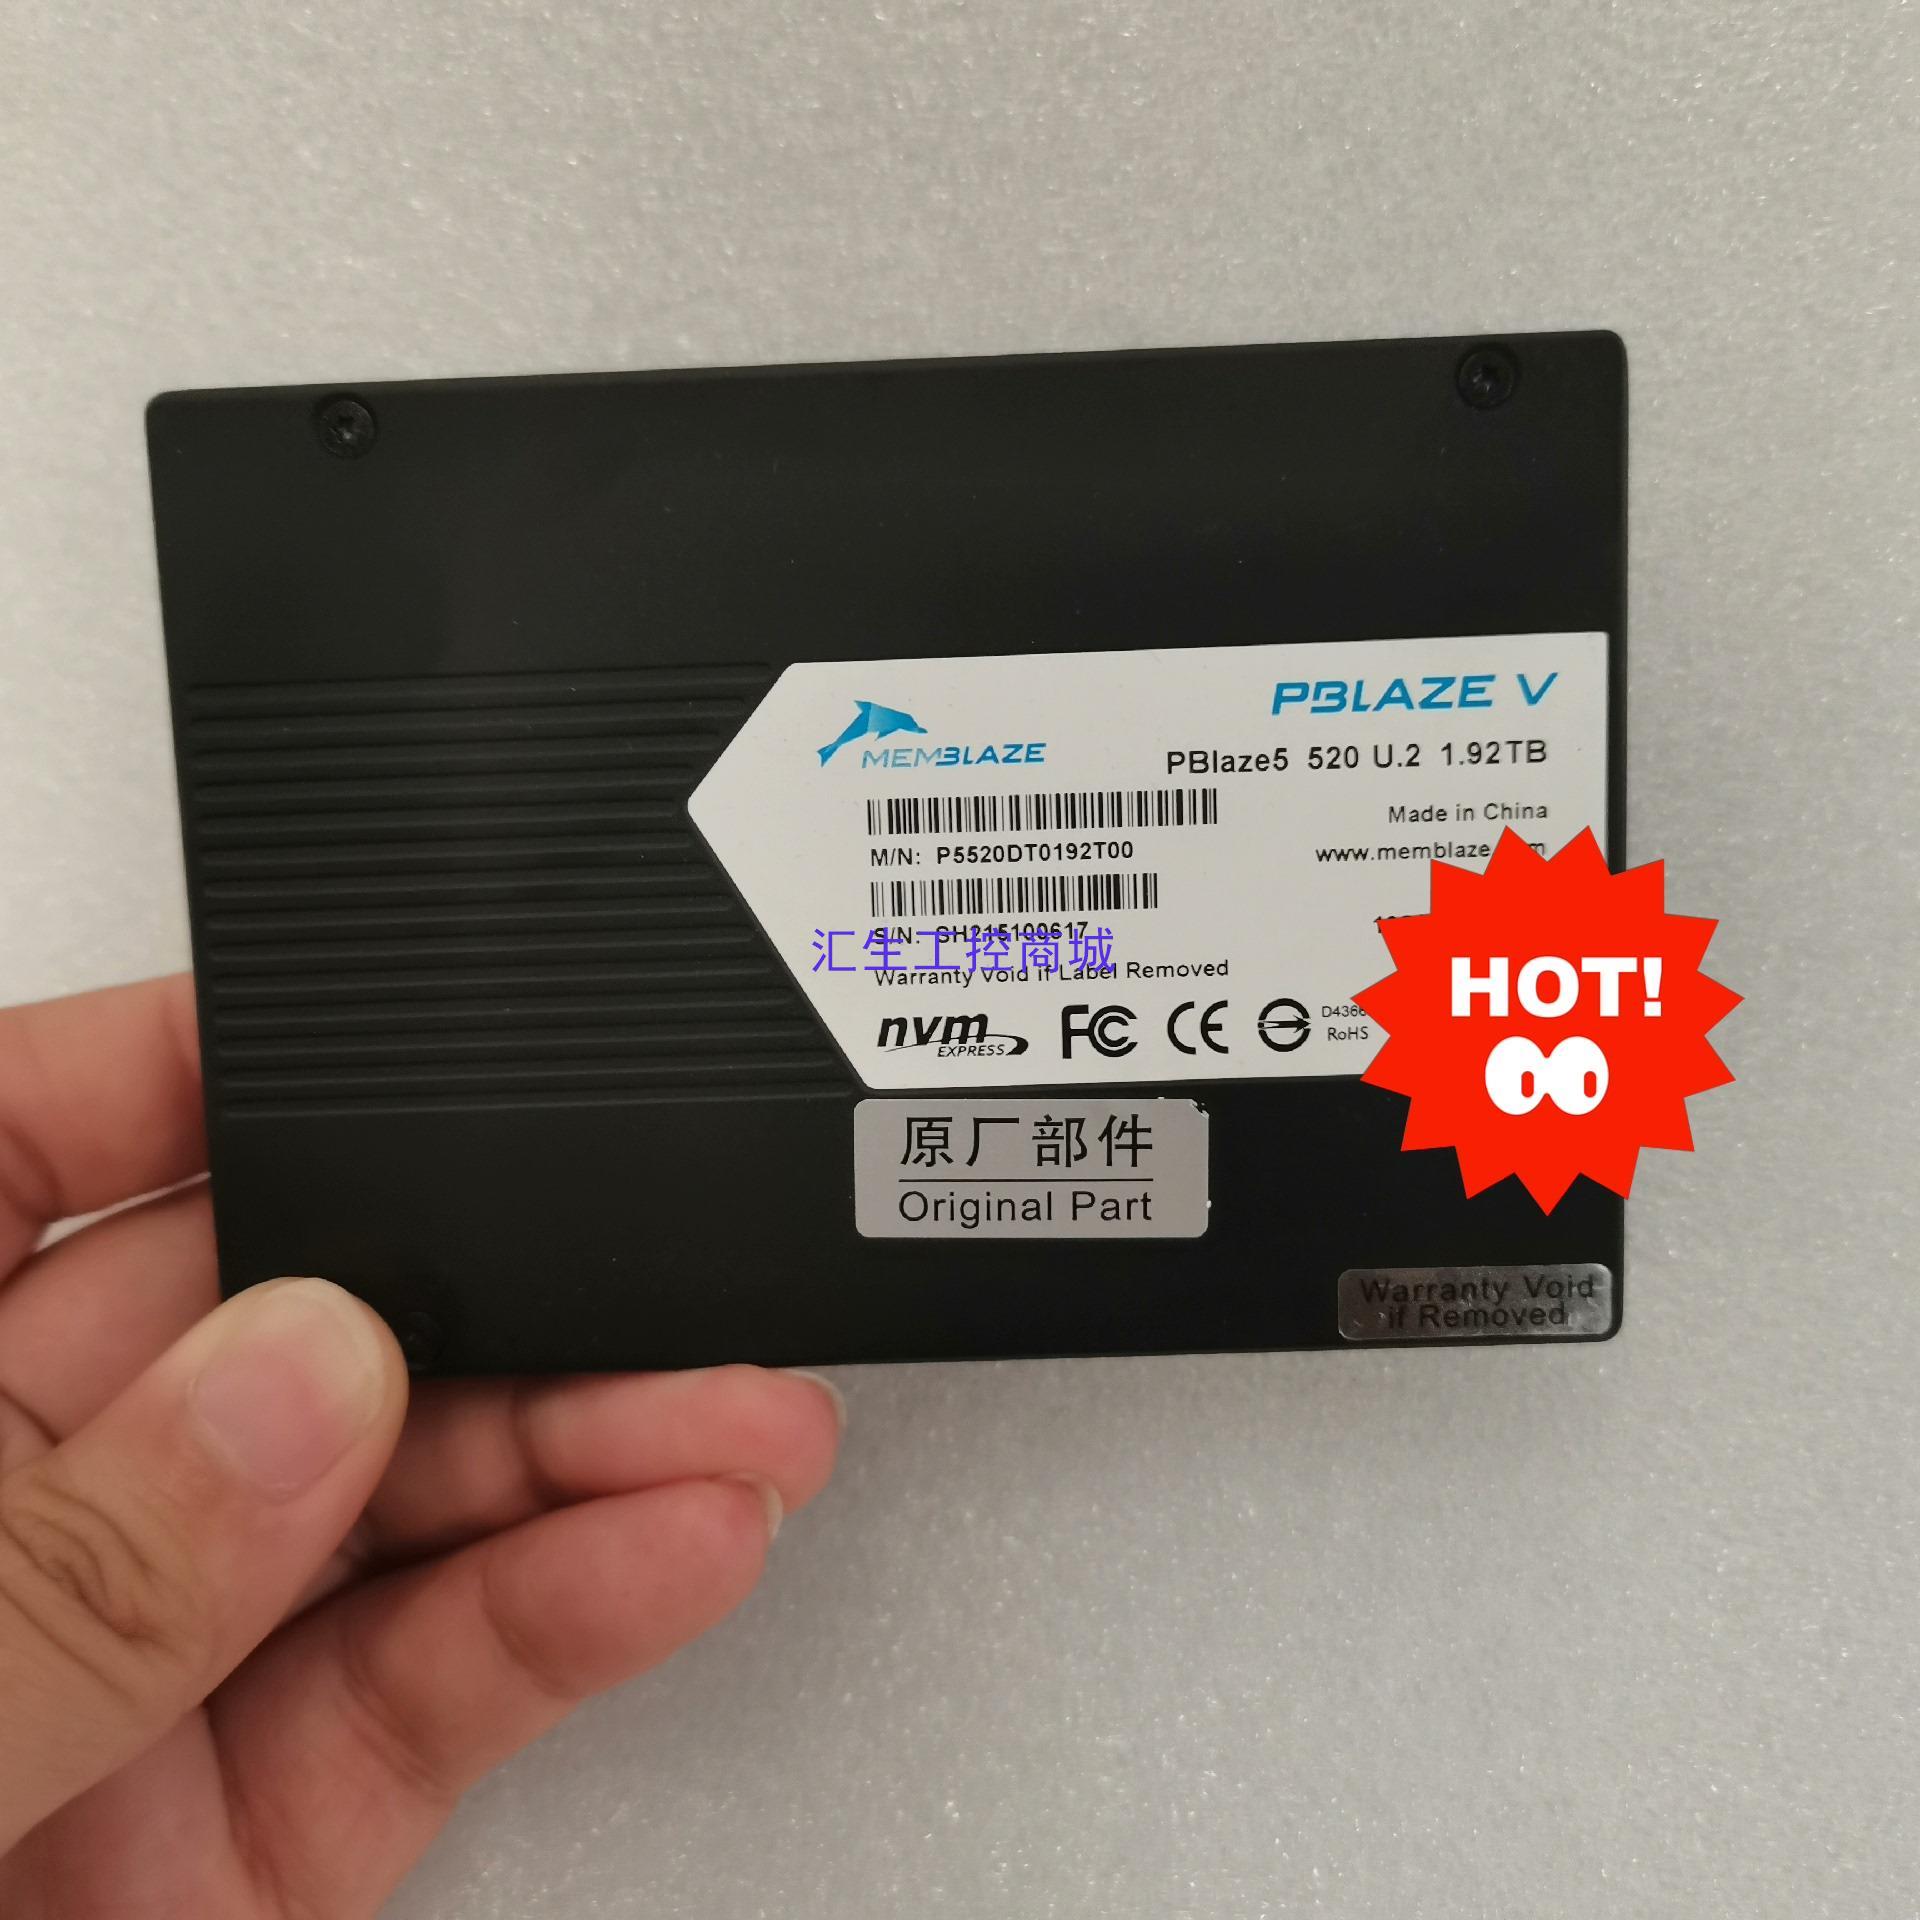 PBLAZE V
MEMBLAZE
PBlaze5 520 U.2 1.92TB
Made in China
M/N: P5520DT0192T00
S/N: SH215100617
汇生工控商城
Warranty Void if Label Removed
nvm
EXPRESS
FC CE
RoHS
HOT!
原厂部件
Original Part
Warranty Void
if Removed